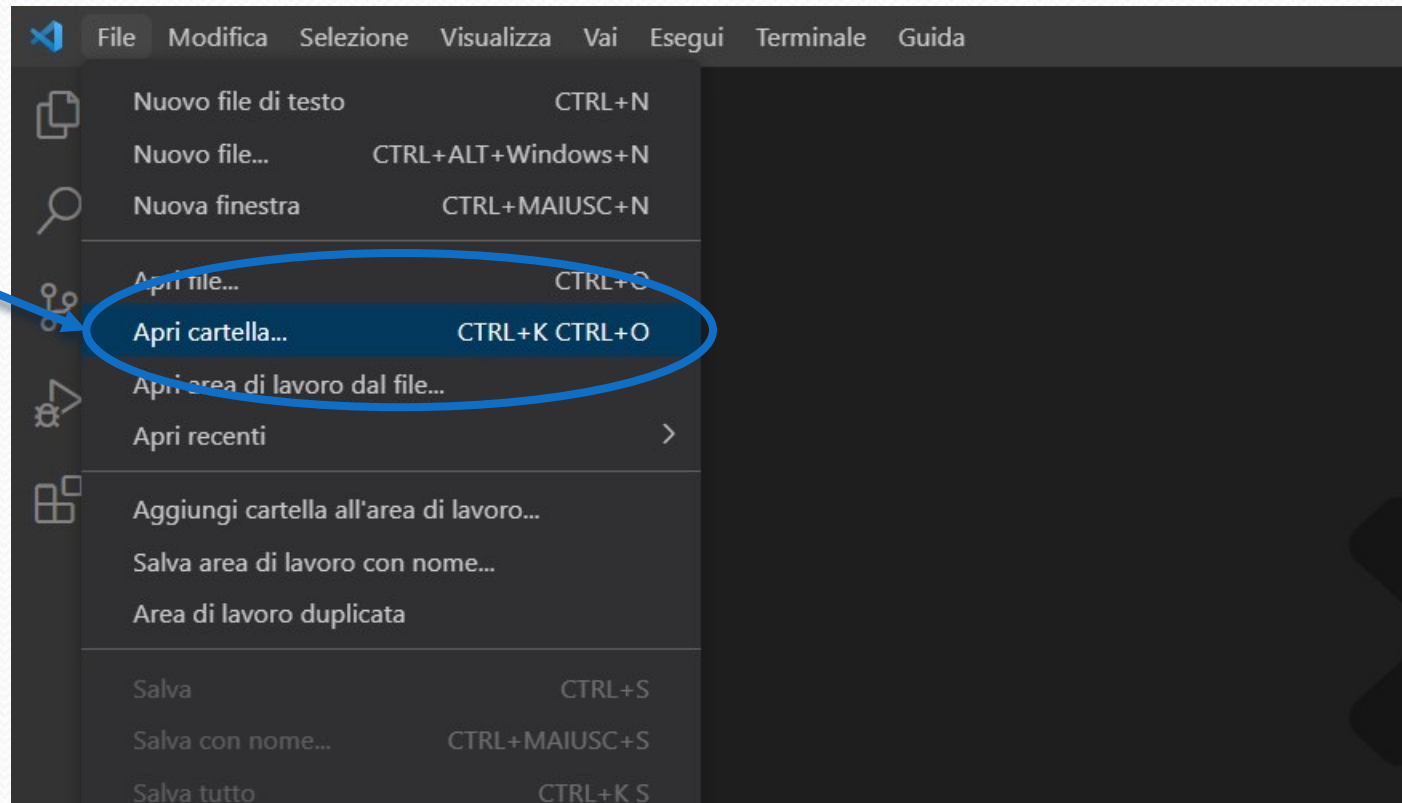 File Modifica Selezione Visualizza Vai Esegui Terminale Guida
Nuovo file di testo CTRL+N
Nuovo file... CTRL+ALT+Windows+N
Nuova finestra CTRL+MAIUSC+N
Apri file... CTRL+O
Apri cartella... CTRL+K CTRL+O
Apri area di lavoro dal file...
Apri recenti
Aggiungi cartella all'area di lavoro...
Salva area di lavoro con nome...
Area di lavoro duplicata
Salva CTRL+S
Salva con nome... CTRL+MAIUSC+S
Salva tutto CTRL+K S